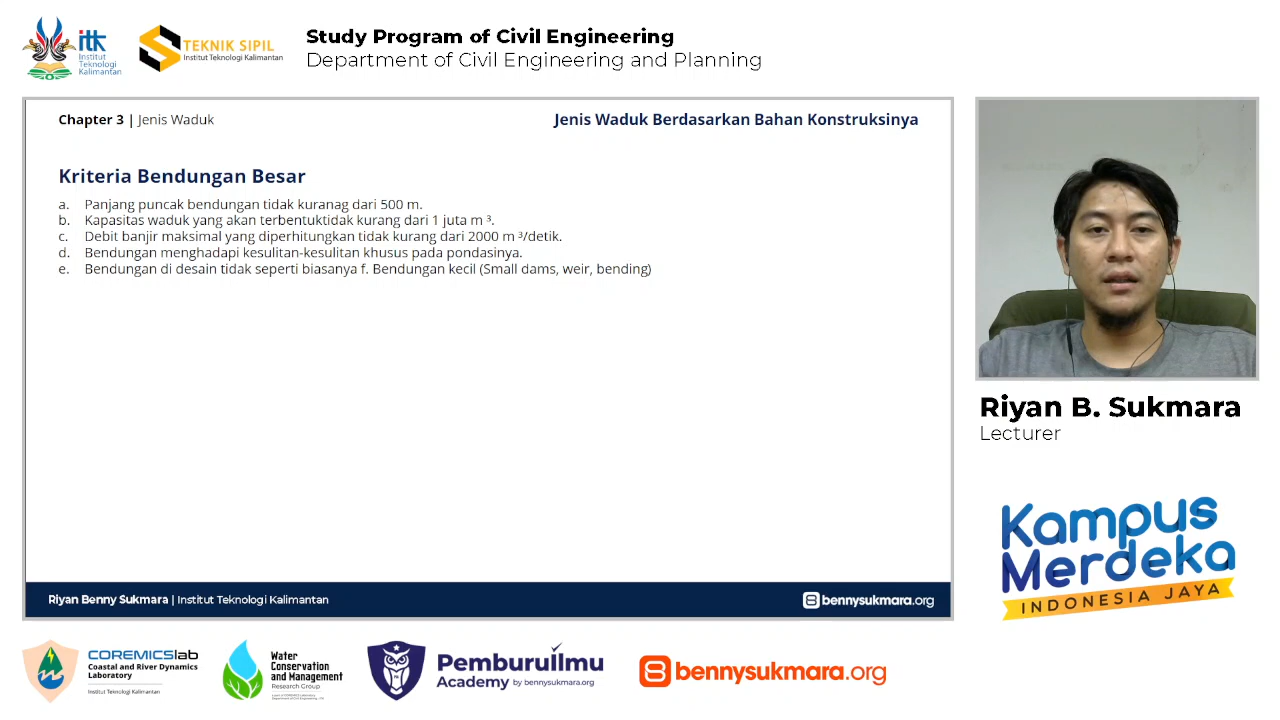 itk
Institut
Teknologi
Kalimantan
TEKNIK SIPIL
Institut Teknologi Kalimantan
Study Program of Civil Engineering
Department of Civil Engineering and Planning
Chapter 3 | Jenis Waduk
Jenis Waduk Berdasarkan Bahan Konstruksinya
Kriteria Bendungan Besar
a. Panjang puncak bendungan tidak kuranag dari 500 m.
b. Kapasitas waduk yang akan terbentuktidak kurang dari 1 juta m ³.
c. Debit banjir maksimal yang diperhitungkan tidak kurang dari 2000 m ³/detik.
d. Bendungan menghadapi kesulitan-kesulitan khusus pada pondasinya.
e. Bendungan di desain tidak seperti biasanya f. Bendungan kecil (Small dams, weir, bending)
Riyan Benny Sukmara | Institut Teknologi Kalimantan
bennysukmara.org
Riyan B. Sukmara
Lecturer
Kampus
Merdeka
INDONESIA JAYA
COREMICSlab
Coastal and River Dynamics
Laboratory
Institut Teknologi Kalimantan
Water
Conservation
and Management
Research Group
PemburuIlmu
Academy by bennysukmara.org
bennysukmara.org